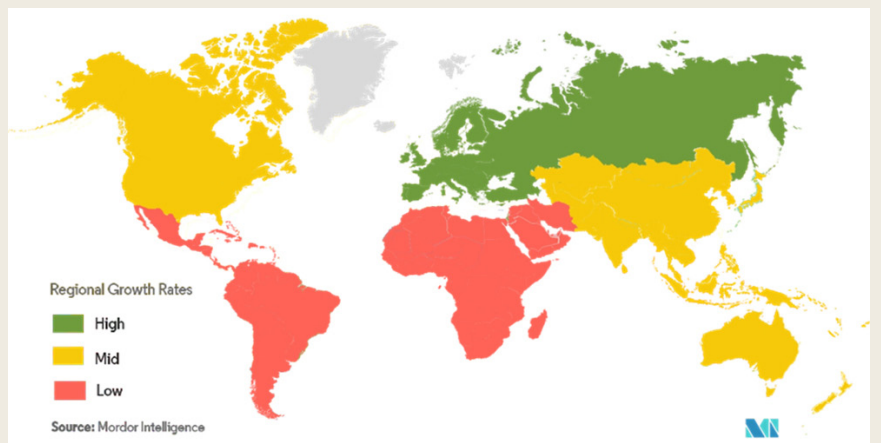 Regional Growth Rates
High
Mid
Low
Source: Mordor Intelligence